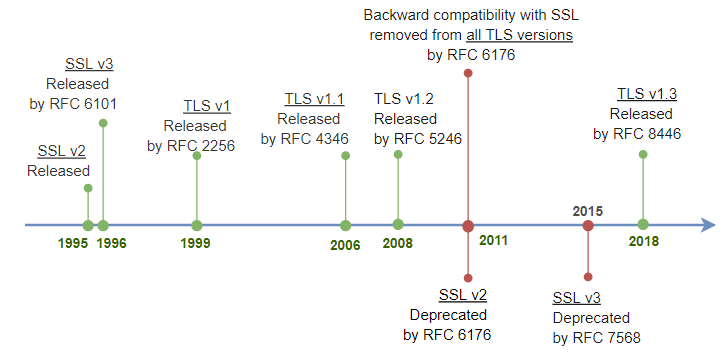 Backward compatibility with SSL
removed from all TLS versions
by RFC 6176
SSL v3
Released
by RFC 6101
TLS v1
Released
by RFC 2256
TLS v1.1
Released
by RFC 4346
TLS v1.2
Released
by RFC 5246
TLS v1.3
Released
by RFC 8446
SSL v2
Released
2015
1995
1996
1999
2006
2008
2011
2018
SSL v2
Deprecated
by RFC 6176
SSL v3
Deprecated
by RFC 7568